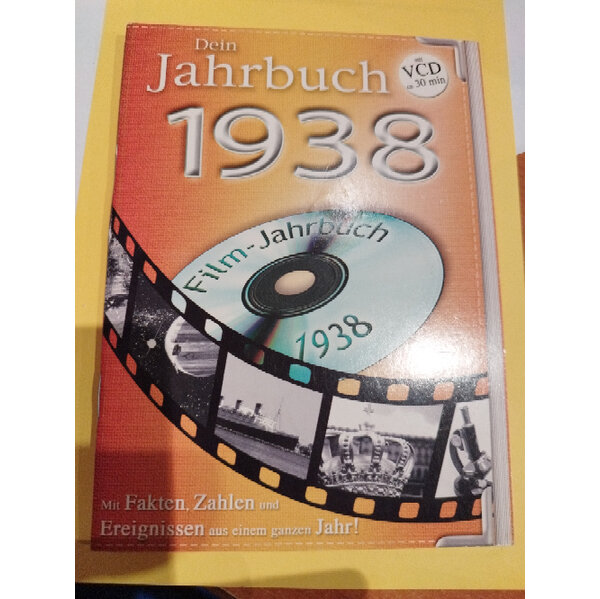 Dein
Jahrbuch
mit
VCD
ca. 30 min
1938
Film-Jahrbuch
1938
Mit Fakten, Zahlen und
Ereignissen aus einem ganzen Jahr!